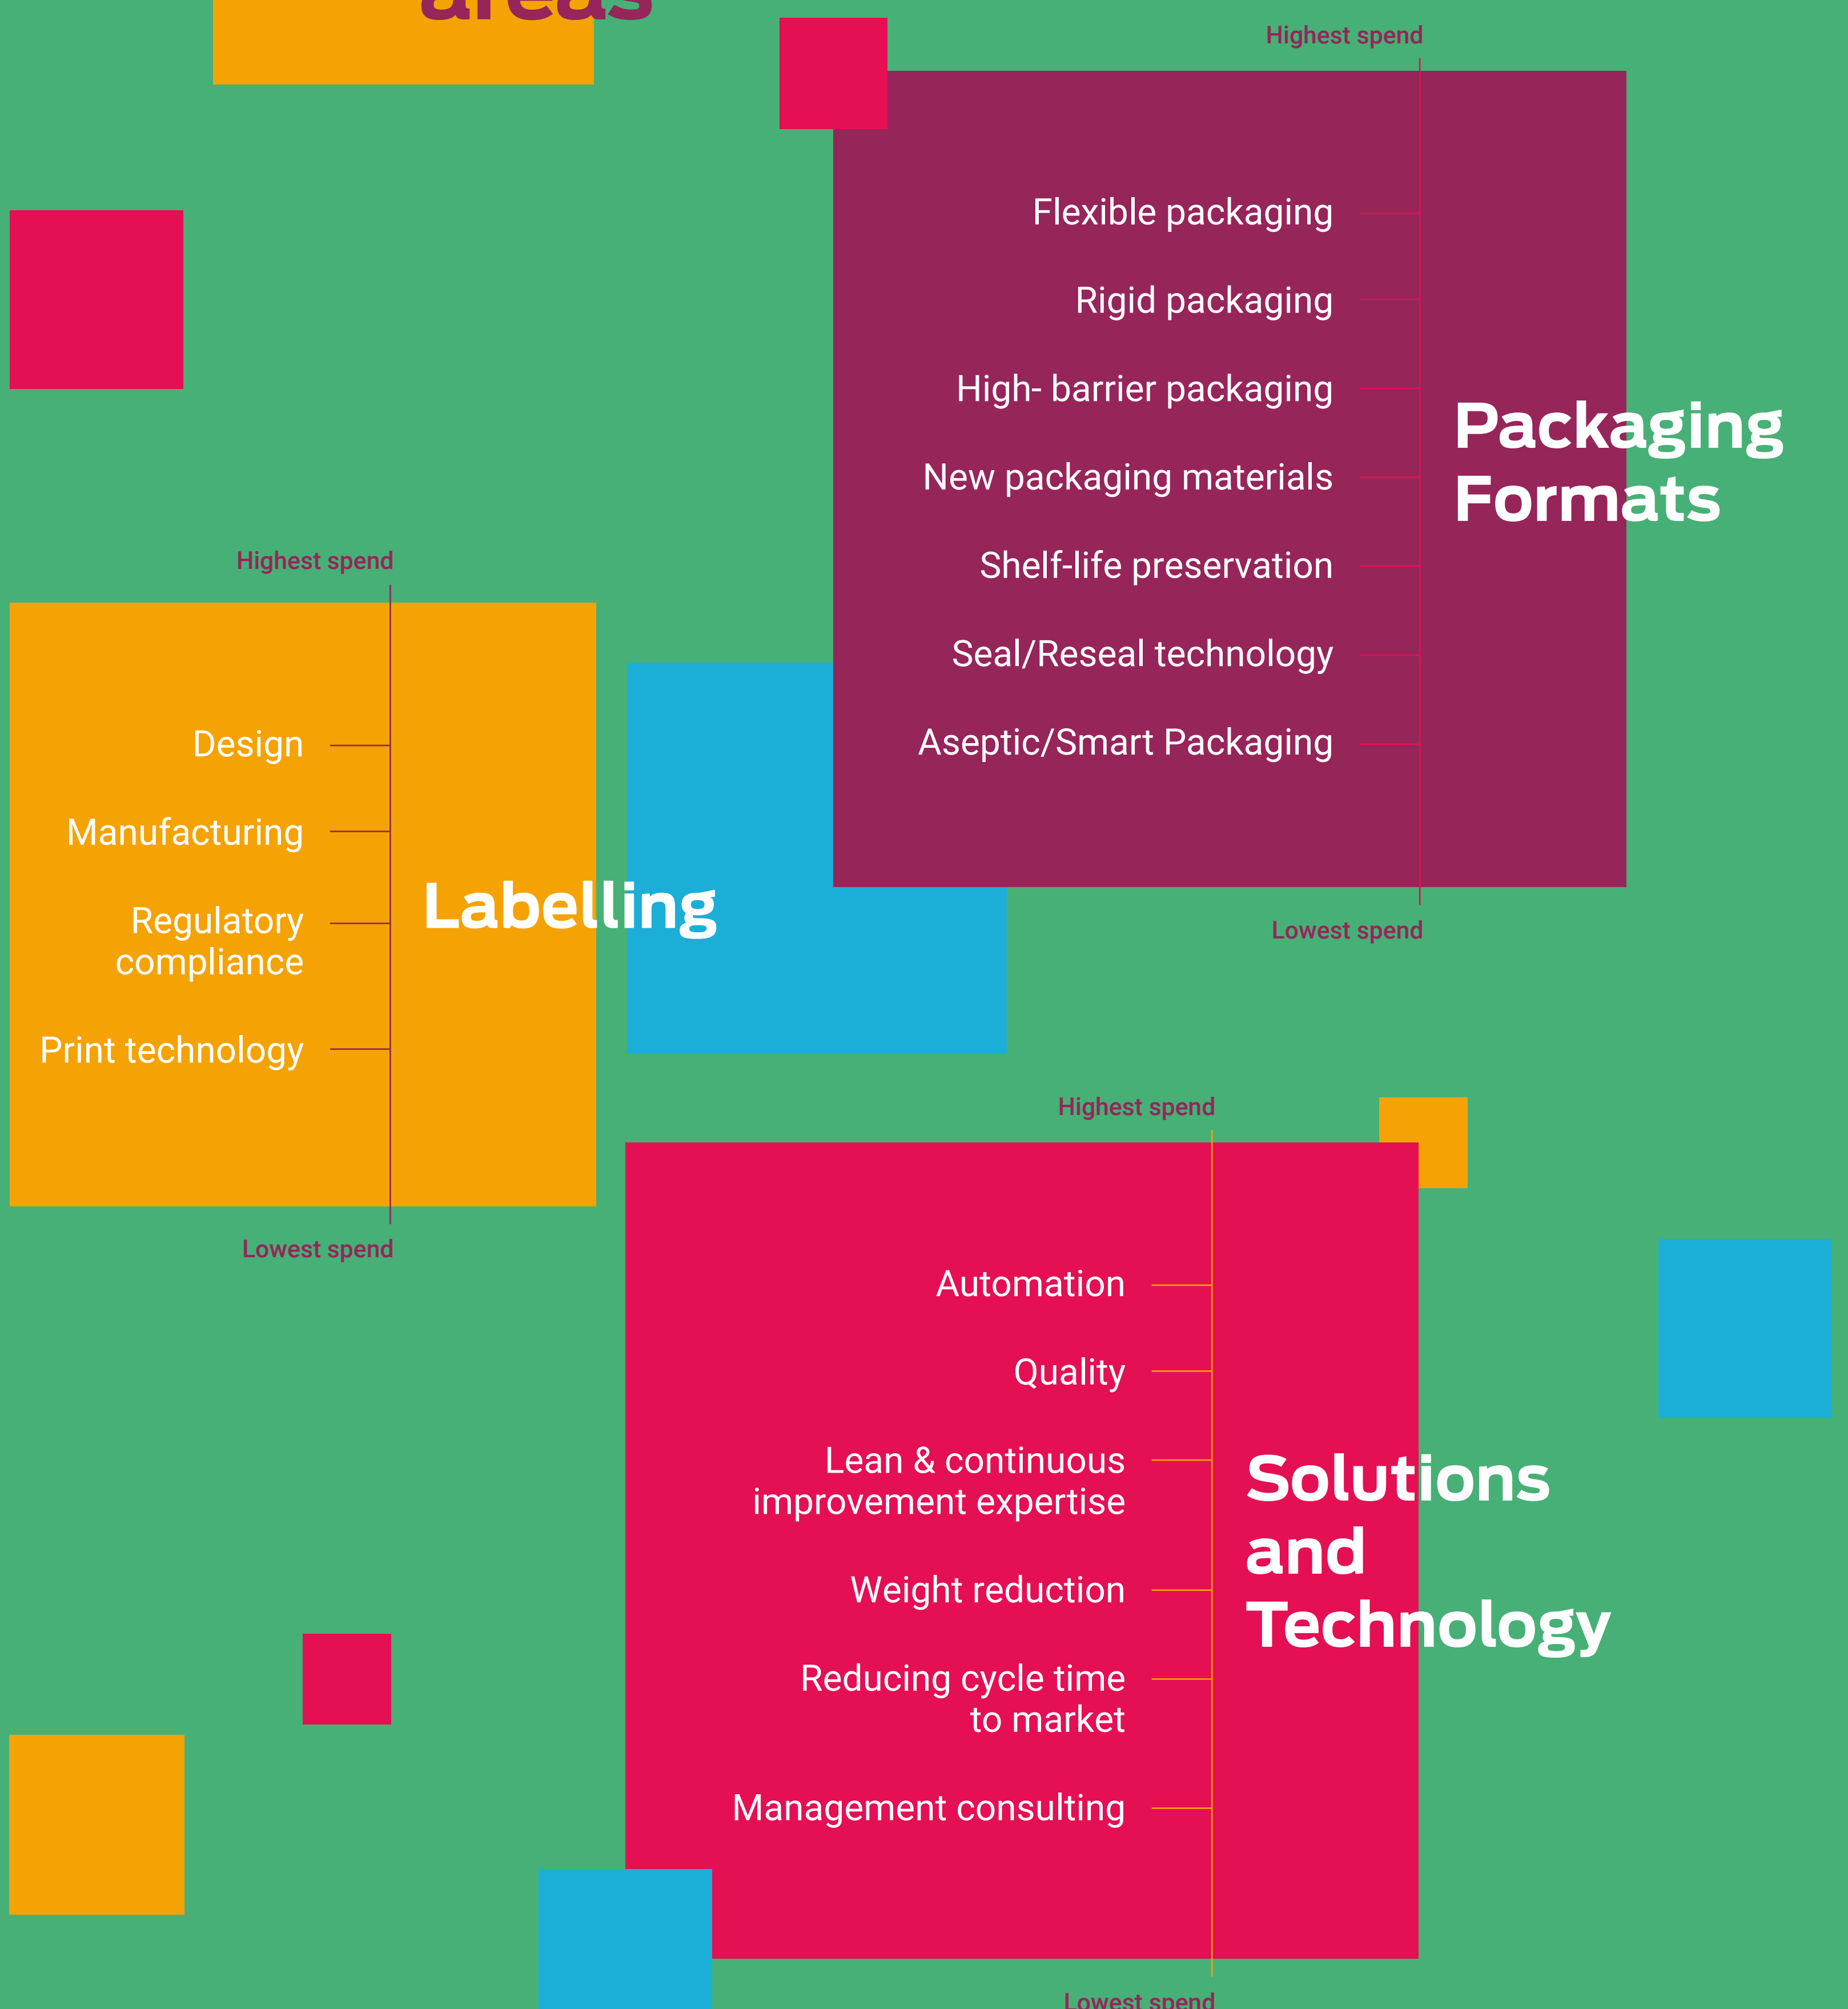 areas
Highest spend
Flexible packaging
Rigid packaging
High- barrier packaging
New packaging materials
Shelf-life preservation
Seal/Reseal technology
Aseptic/Smart Packaging
Packaging
Formats
Lowest spend
Highest spend
Design
Manufacturing
Regulatory
compliance
Print technology
Labelling
Lowest spend
Highest spend
Automation
Quality
Lean & continuous
improvement expertise
Weight reduction
Reducing cycle time
to market
Management consulting
Solutions
and
Technology
Lowest spend